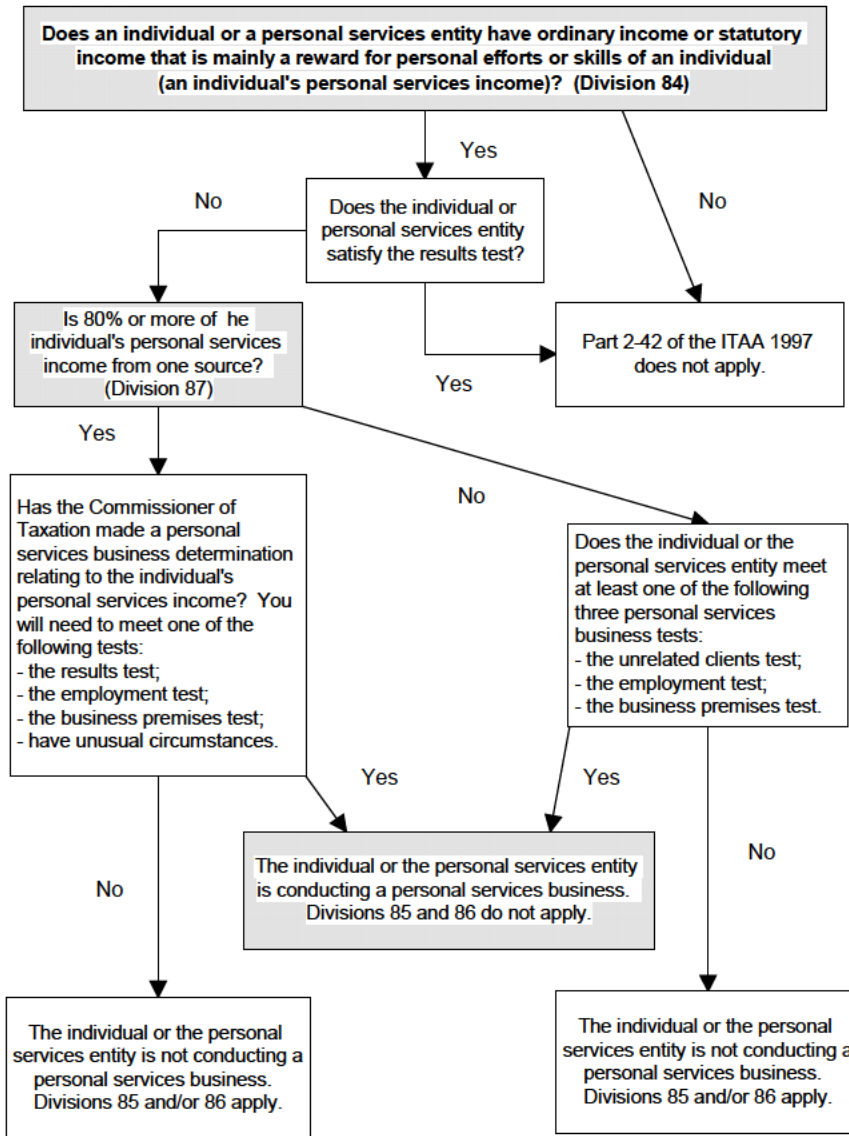 Does an individual or a personal services entity have ordinary income or statutory
income that is mainly a reward for personal efforts or skills of an individual
(an individual's personal services income)? (Division 84)
Yes
No
No
Does the individual or
personal services entity
satisfy the results test?
Is 80% or more of he
individual's personal services
income from one source?
(Division 87)
Part 2-42 of the ITAA 1997
does not apply.
Yes
Yes
No
Has the Commissioner of
Taxation made a personal
services business determination
relating to the individual's
personal services income? You
will need to meet one of the
following tests:
- the results test;
- the employment test;
- the business premises test;
- have unusual circumstances.
Does the individual or the
personal services entity meet
at least one of the following
three personal services
business tests:
- the unrelated clients test;
- the employment test;
- the business premises test.
Yes
Yes
The individual or the personal services entity
is conducting a personal services business.
Divisions 85 and 86 do not apply.
No
No
The individual or the personal
services entity is not conducting a
personal services business.
Divisions 85 and/or 86 apply.
The individual or the personal
services entity is not conducting a
personal services business.
Divisions 85 and/or 86 apply.